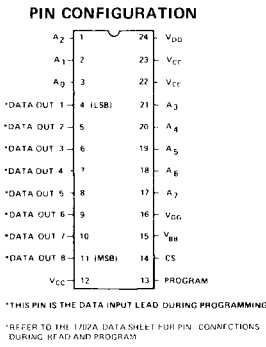 PIN CONFIGURATION
A2 1 24 VDD
A1 2 23 VCC
A0 3 22 VCC
*DATA OUT 1 4 (LSB) 21 A3
*DATA OUT 2 5 20 A4
*DATA OUT 3 6 19 A5
*DATA OUT 4 7 18 A6
*DATA OUT 5 8 17 A7
*DATA OUT 6 9 16 VGG
*DATA OUT 7 10 15 VBB
*DATA OUT 8 11 (MSB) 14 CS
VCC 12 13 PROGRAM
*THIS PIN IS THE DATA INPUT LEAD DURING PROGRAMMING
*REFER TO THE 1702A DATA SHEET FOR PIN CONNECTIONS
DURING READ AND PROGRAM